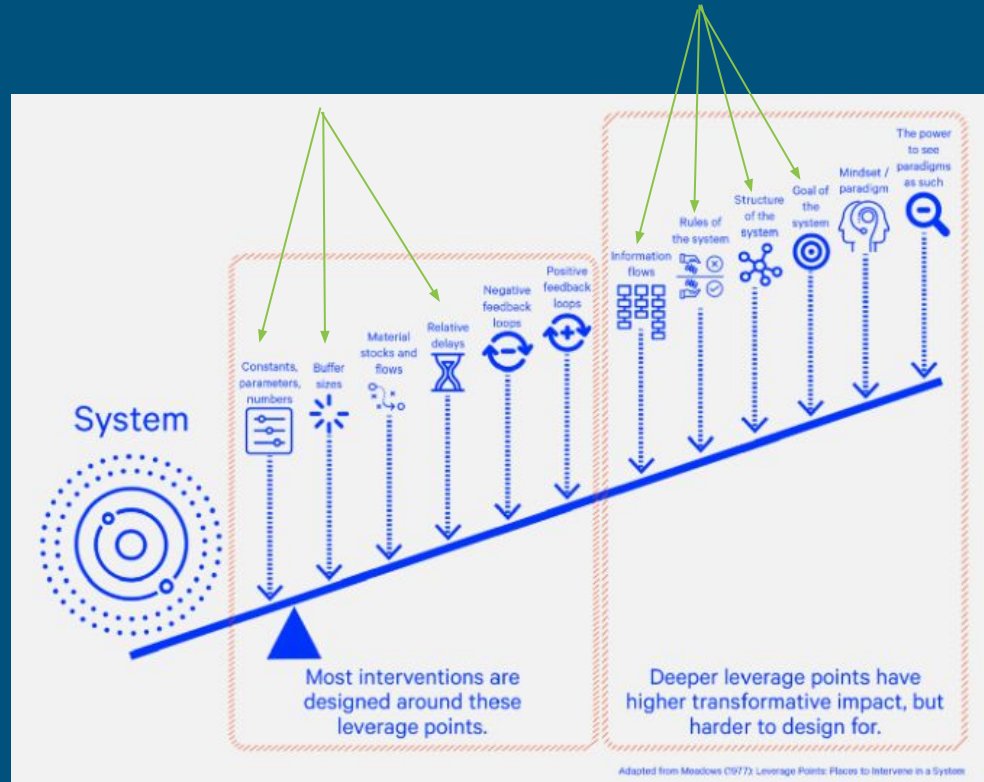 System
Constants,
parameters,
numbers
Buffer
sizes
Material
stocks and
flows
Relative
delays
Negative
feedback
loops
Positive
feedback
loops
Information
flows
Rules of
the system
Structure
of the
system
Goal of
the
system
Mindset /
paradigm
The power
to see
paradigms
as such
Most interventions are
designed around these
leverage points.
Deeper leverage points have
higher transformative impact, but
harder to design for.
Adapted from Meadows (1977): Leverage Points: Places to Intervene in a System